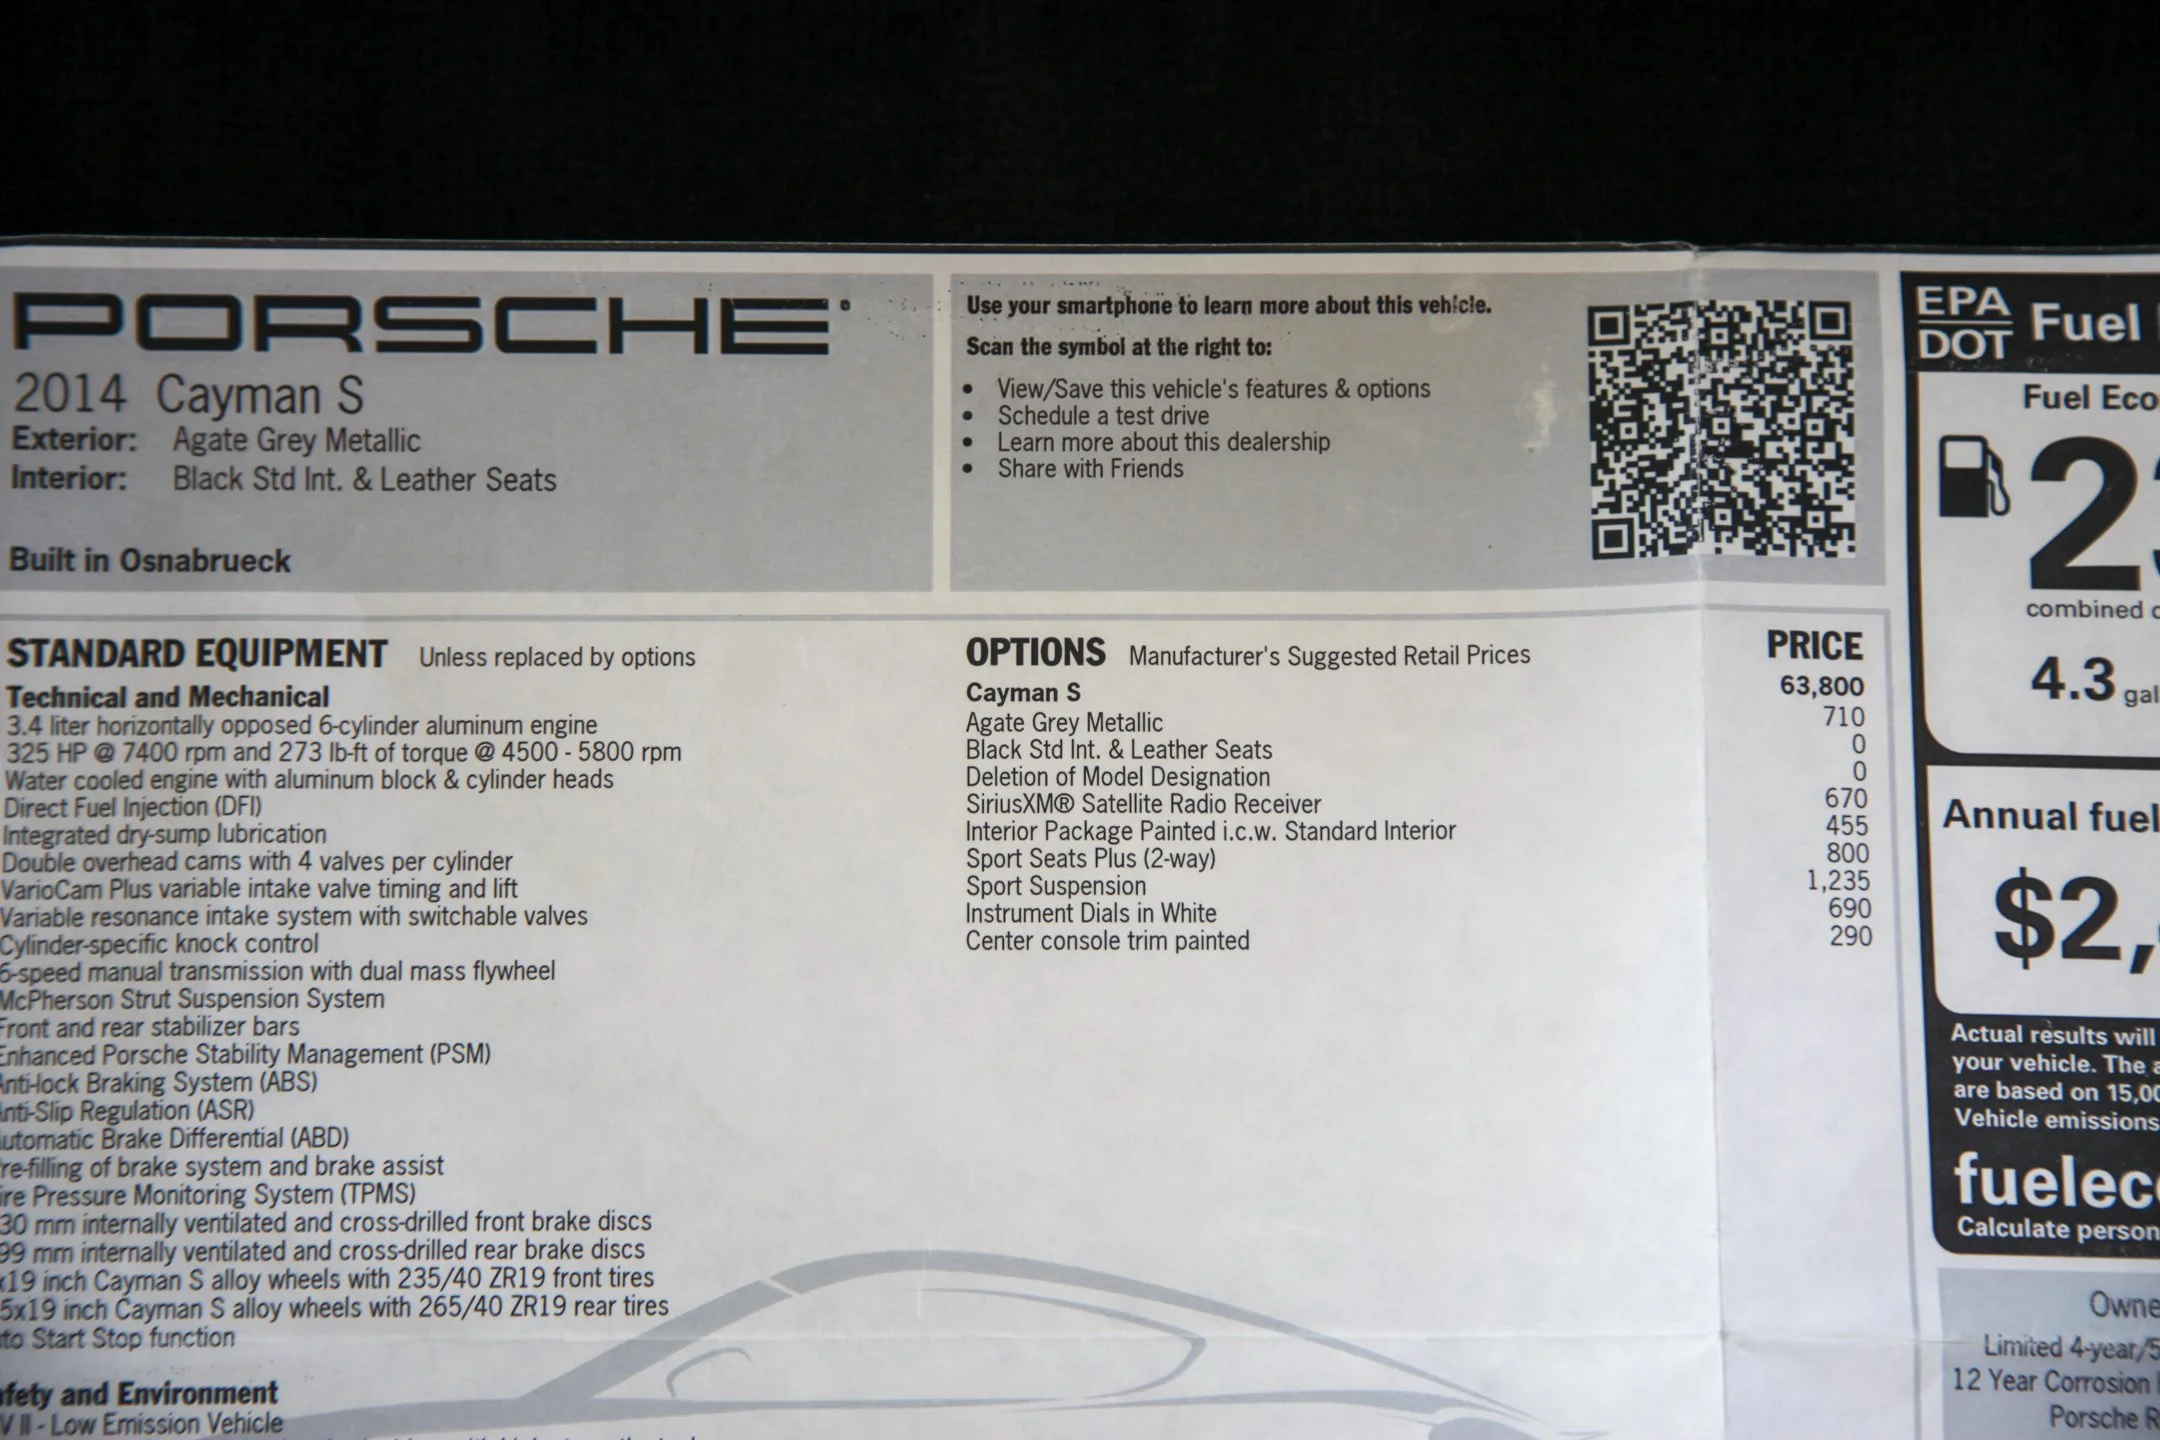 PORSCHE
2014 Cayman S
Exterior: Agate Grey Metallic
Interior: Black Std Int. & Leather Seats
Built in Osnabrueck
Use your smartphone to learn more about this vehicle.
Scan the symbol at the right to:
• View/Save this vehicle's features & options
• Schedule a test drive
• Learn more about this dealership
• Share with Friends
STANDARD EQUIPMENT Unless replaced by options
Technical and Mechanical
3.4 liter horizontally opposed 6-cylinder aluminum engine
325 HP @ 7400 rpm and 273 lb-ft of torque @ 4500 - 5800 rpm
Water cooled engine with aluminum block & cylinder heads
Direct Fuel Injection (DFI)
Integrated dry-sump lubrication
Double overhead cams with 4 valves per cylinder
VarioCam Plus variable intake valve timing and lift
Variable resonance intake system with switchable valves
Cylinder-specific knock control
6-speed manual transmission with dual mass flywheel
McPherson Strut Suspension System
Front and rear stabilizer bars
Enhanced Porsche Stability Management (PSM)
Anti-lock Braking System (ABS)
Anti-Slip Regulation (ASR)
utomatic Brake Differential (ABD)
re-filling of brake system and brake assist
ire Pressure Monitoring System (TPMS)
30 mm internally ventilated and cross-drilled front brake discs
99 mm internally ventilated and cross-drilled rear brake discs
x19 inch Cayman S alloy wheels with 235/40 ZR19 front tires
5x19 inch Cayman S alloy wheels with 265/40 ZR19 rear tires
to Start Stop function
fety and Environment
V II - Low Emission Vehicle
OPTIONS Manufacturer's Suggested Retail Prices PRICE
Cayman S 63,800
Agate Grey Metallic 710
Black Std Int. & Leather Seats 0
Deletion of Model Designation 0
SiriusXM® Satellite Radio Receiver 670
Interior Package Painted i.c.w. Standard Interior 455
Sport Seats Plus (2-way) 800
Sport Suspension 1,235
Instrument Dials in White 690
Center console trim painted 290
EPA
DOT Fuel
Fuel Eco
2
combined c
4.3 gal
Annual fuel
$2,
Actual results will
your vehicle. The a
are based on 15,00
Vehicle emissions
fueleco
Calculate person
Owne
Limited 4-year/5
12 Year Corrosion
Porsche R